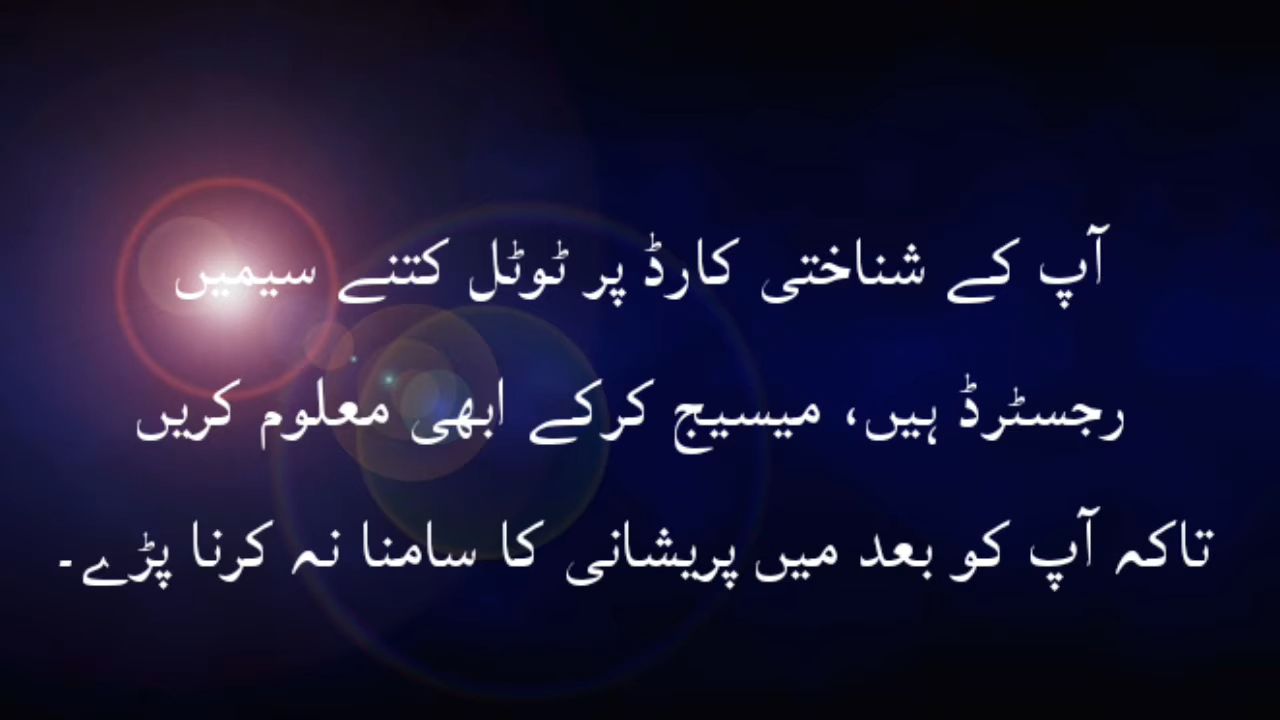 آپ کے شناختی کارڈ پر ٹوٹل کتنے سیمیں
رجسٹرڈ ہیں، میسیج کرکے ابھی معلوم کریں
تاکہ آپ کو بعد میں پریشانی کا سامنا نہ کرنا پڑے۔